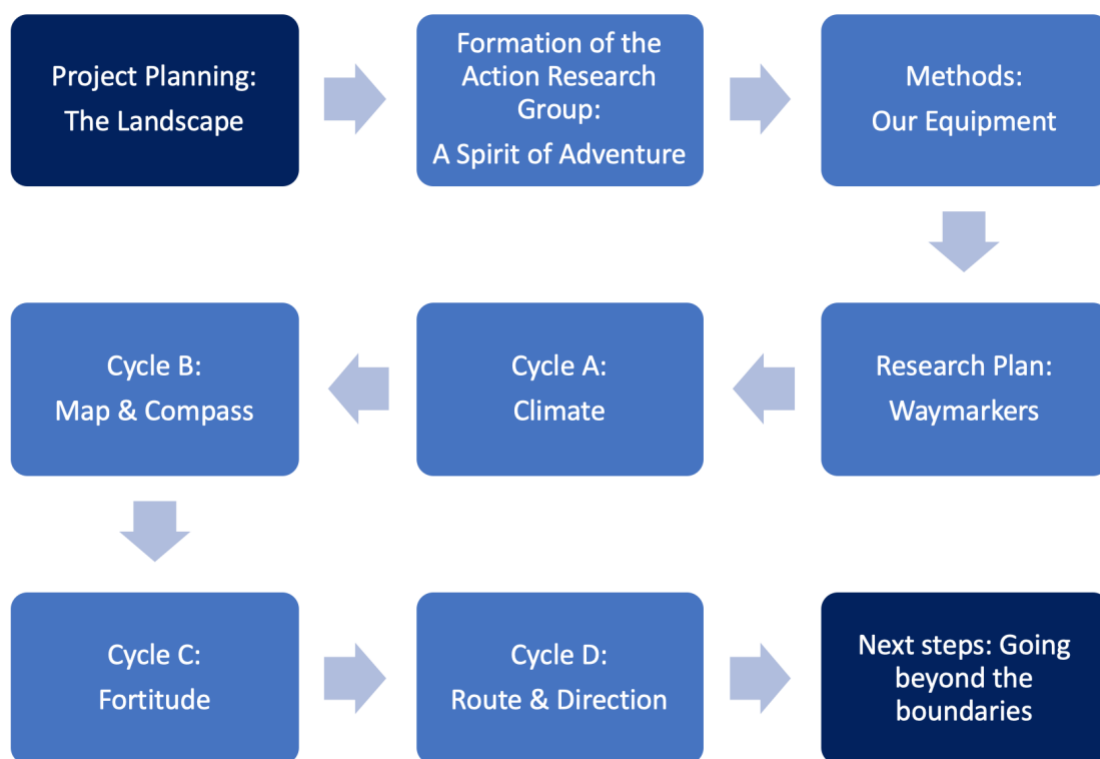 Project Planning:
The Landscape
Formation of the
Action Research
Group:
A Spirit of Adventure
Methods:
Our Equipment
Research Plan:
Waymarkers
Cycle A:
Climate
Cycle B:
Map & Compass
Cycle C:
Fortitude
Cycle D:
Route & Direction
Next steps: Going
beyond the
boundaries